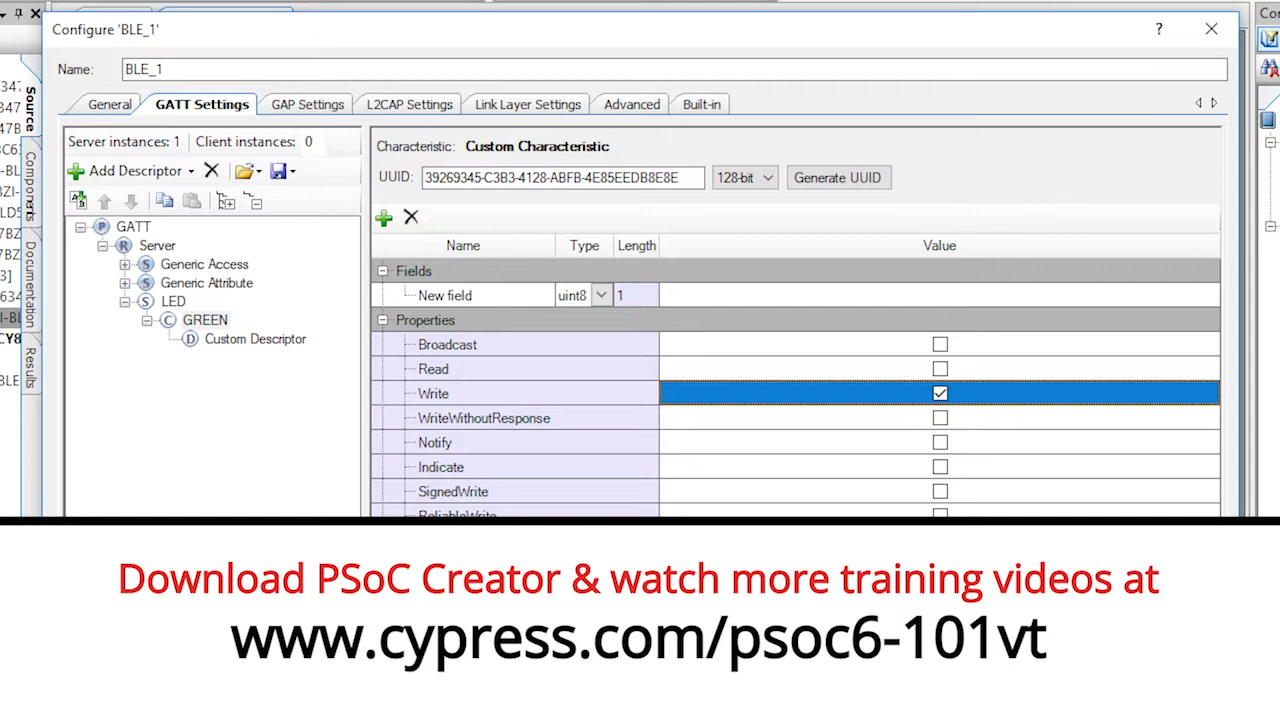 Configure 'BLE_1'
?
Name: BLE_1
General GATT Settings GAP Settings L2CAP Settings Link Layer Settings Advanced Built-in
Server instances: 1 Client instances: 0
Add Descriptor
GATT
Server
Generic Access
Generic Attribute
LED
GREEN
Custom Descriptor
Characteristic: Custom Characteristic
UUID: 39269345-C3B3-4128-ABFB-4E85EEDB8E8E 128-bit Generate UUID
Name Type Length Value
Fields
New field uint8 1
Properties
Broadcast
Read
Write
WriteWithoutResponse
Notify
Indicate
SignedWrite
ReliableWrite
Source
Components
Documentation
Results
Download PSoC Creator & watch more training videos at
www.cypress.com/psoc6-101vt